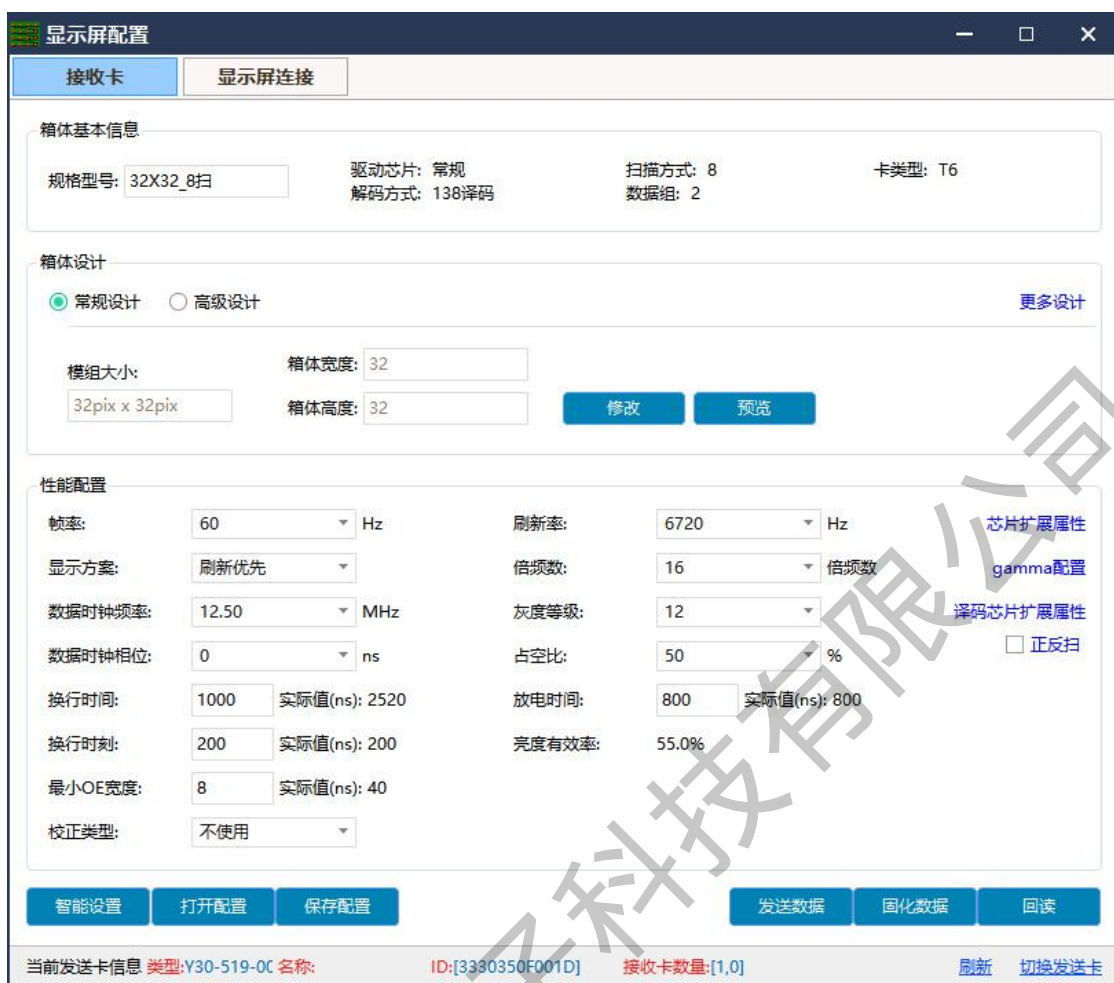 显示屏配置
接收卡 显示屏连接
箱体基本信息
规格型号: 32X32_8扫 驱动芯片: 常规 扫描方式: 8 卡类型: T6
解码方式: 138译码 数据组: 2
箱体设计
常规设计 高级设计 更多设计
模组大小: 箱体宽度: 32
32pix x 32pix 箱体高度: 32 修改 预览
性能配置
帧率: 60 Hz 刷新率: 6720 Hz 芯片扩展属性
显示方案: 刷新优先 倍频数: 16 倍频数 gamma配置
数据时钟频率: 12.50 MHz 灰度等级: 12 译码芯片扩展属性
数据时钟相位: 0 ns 占空比: 50 % 正反扫
换行时间: 1000 实际值(ns): 2520 放电时间: 800 实际值(ns): 800
换行时刻: 200 实际值(ns): 200 亮度有效率: 55.0%
最小OE宽度: 8 实际值(ns): 40
校正类型: 不使用
智能设置 打开配置 保存配置 发送数据 固化数据 回读
当前发送卡信息 类型:Y30-519-0 名称: ID:[3330350F001D] 接收卡数量:[1,0] 刷新 切换发送卡
子科技有限公司